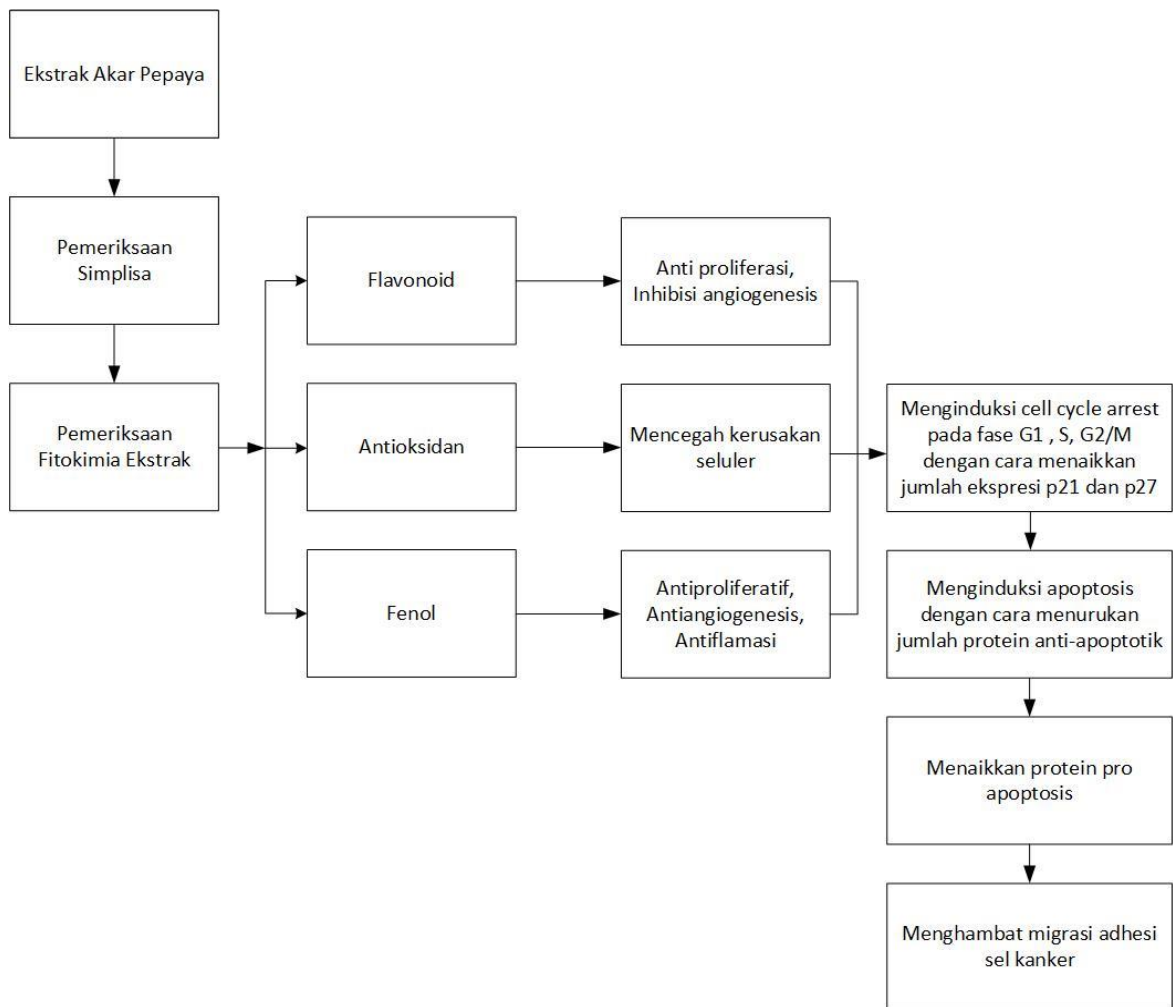 Ekstrak Akar Pepaya
Pemeriksaan
Simplisa
Pemeriksaan
Fitokimia Ekstrak
Flavonoid
Antioksidan
Fenol
Anti proliferasi,
Inhibisi angiogenesis
Mencegah kerusakan
seluler
Antiproliferatif,
Antiangiogenesis,
Antiflamasi
Menginduksi cell cycle arrest
pada fase G1 , S, G2/M
dengan cara menaikkan
jumlah ekspresi p21 dan p27
Menginduksi apoptosis
dengan cara menurukan
jumlah protein anti-apoptotik
Menaikkan protein pro
apoptosis
Menghambat migrasi adhesi
sel kanker